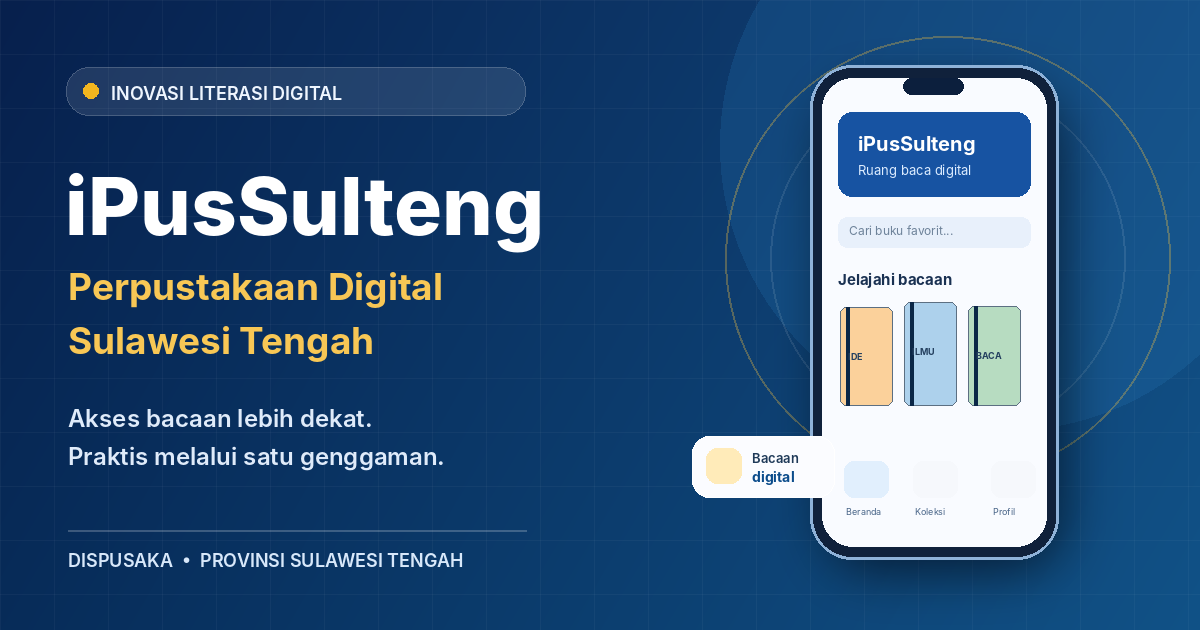 INOVASI LITERASI DIGITAL
iPusSulteng
Perpustakaan Digital
Sulawesi Tengah
Akses bacaan lebih dekat.
Praktis melalui satu genggaman.
DISPUSAKA • PROVINSI SULAWESI TENGAH
iPusSulteng
Ruang baca digital
Cari buku favorit...
Jelajahi bacaan
DE
LMU
BACA
Bacaan
digital
Beranda
Koleksi
Profil